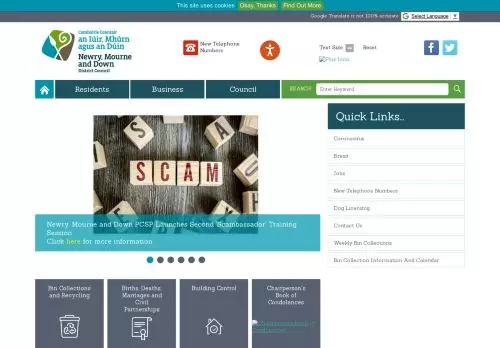 This site uses cookies Okay, Thanks Find Out More
Google Translate is not 100% accurate Select Language
Comhairle Ceantair
an Iúir, Mhúrn
agus an Dúin
Newry, Mourne
and Down
District Council
New Telephone
Numbers
Text Size
Reset
Plus Icon
Residents Business Council SEARCH Enter Keyword
SCAM
Newry, Mourne and Down PCSP Launches Second 'Scambassador' Training
Session
Click here for more information
Quick Links..
Coronavirus
Brexit
Jobs
New Telephone Numbers
Dog Licensing
Contact Us
Weekly Bin Collections
Bin Collection Information And Calendar
Bin Collections
and Recycling
Births, Deaths,
Marriages and
Civil
Partnerships
Building Control
Chairperson's
Book of
Condolences